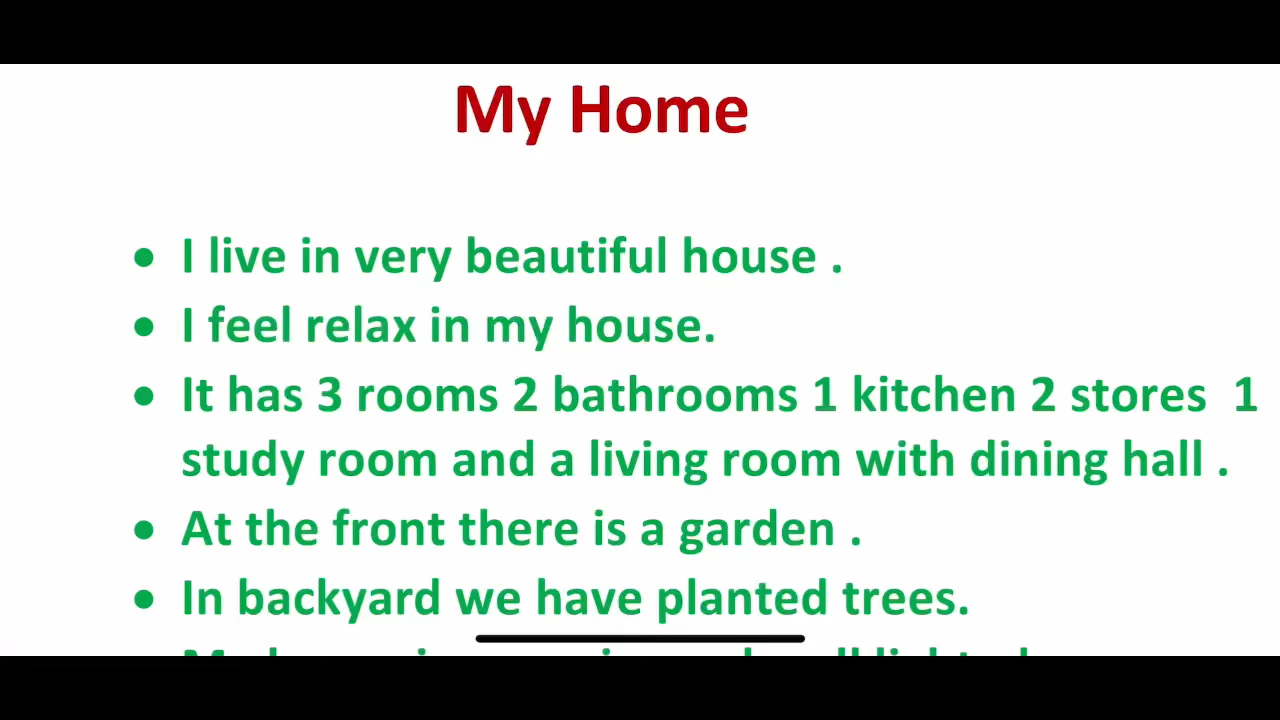 My Home
• I live in very beautiful house .
• I feel relax in my house.
• It has 3 rooms 2 bathrooms 1 kitchen 2 stores  1
study room and a living room with dining hall .
• At the front there is a garden .
• In backyard we have planted trees.